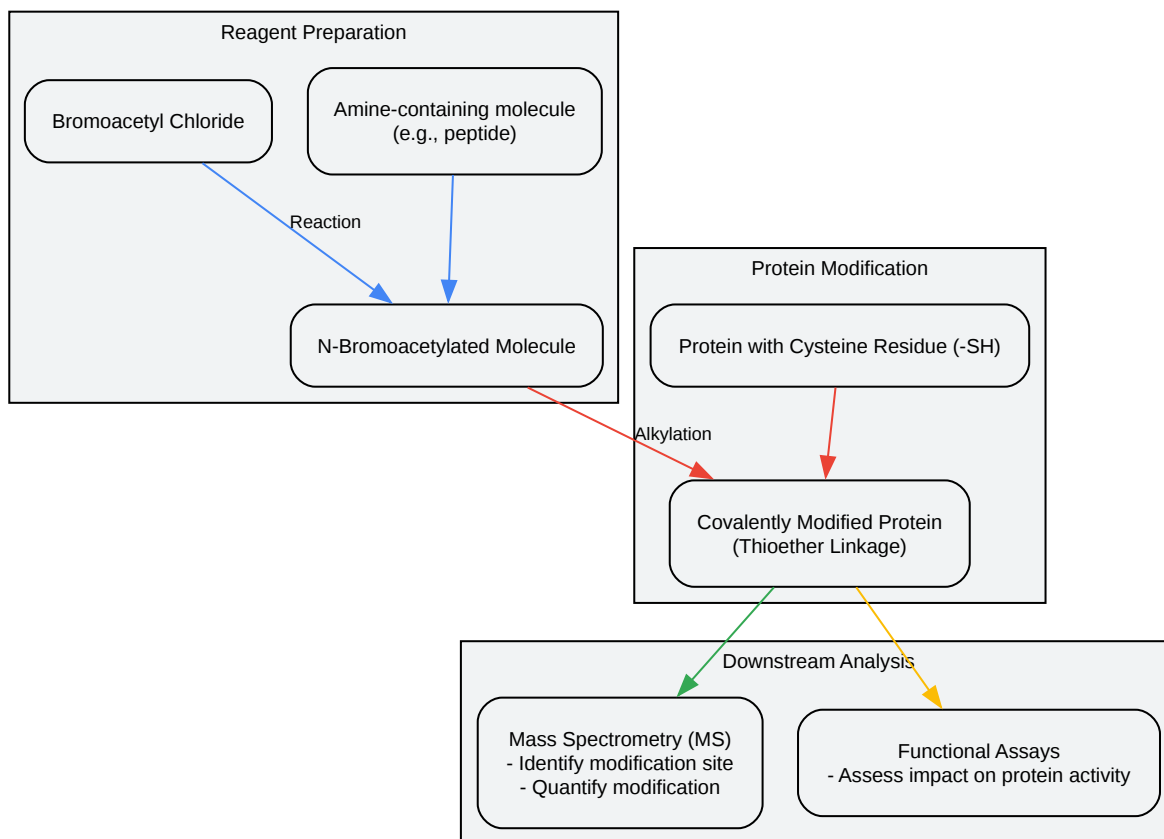 Reagent Preparation
Bromoacetyl Chloride
Amine-containing molecule
(e.g., peptide)
Reaction
N-Bromoacetylated Molecule
Protein Modification
Protein with Cysteine Residue (-SH)
Alkylation
Covalently Modified Protein
(Thioether Linkage)
Downstream Analysis
Mass Spectrometry (MS)
- Identify modification site
- Quantify modification
Functional Assays
- Assess impact on protein activity